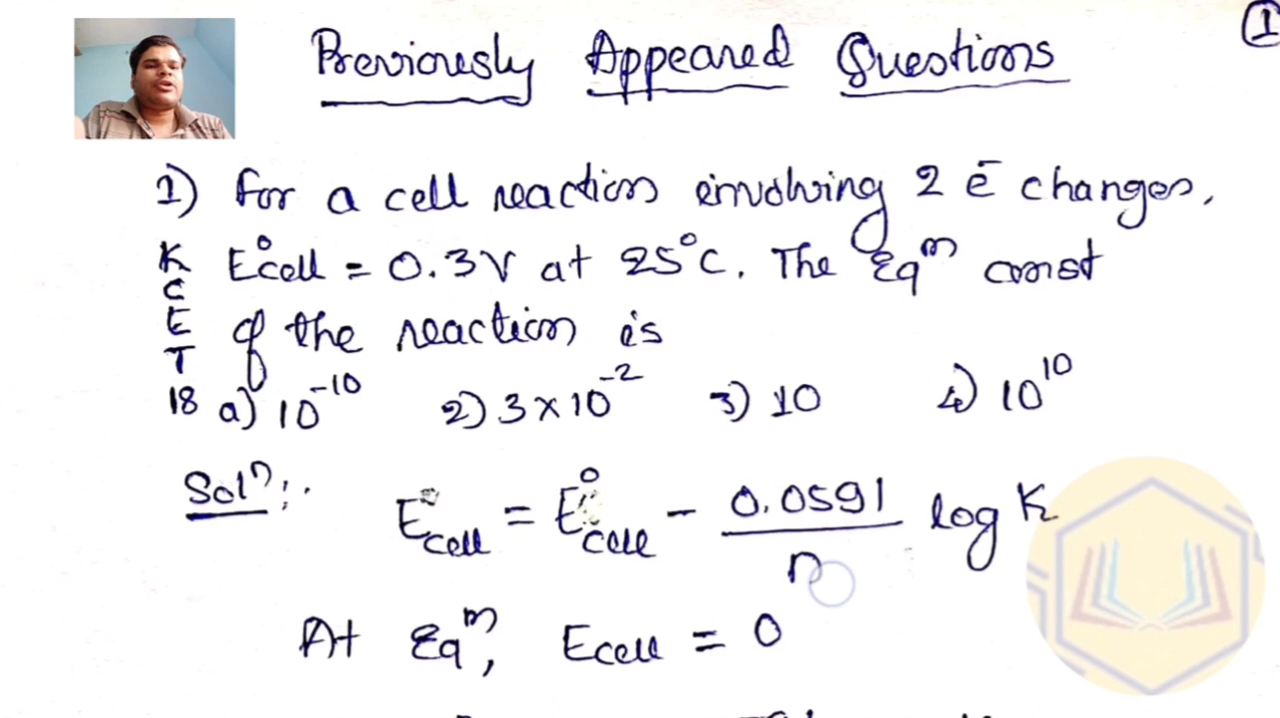 ①
Previously Appeared Questions
1) For a cell reaction involving 2 ē changes,
KCET 18
E°cell = 0.3V at 25°C. The Eqᵐ const
of the reaction is
a) 10⁻¹⁰ 2) 3×10⁻² 3) 10 4) 10¹⁰
Solⁿ:.
Ecell = E°cell - 0.0591/n log K
At Eqᵐ, Ecell = 0